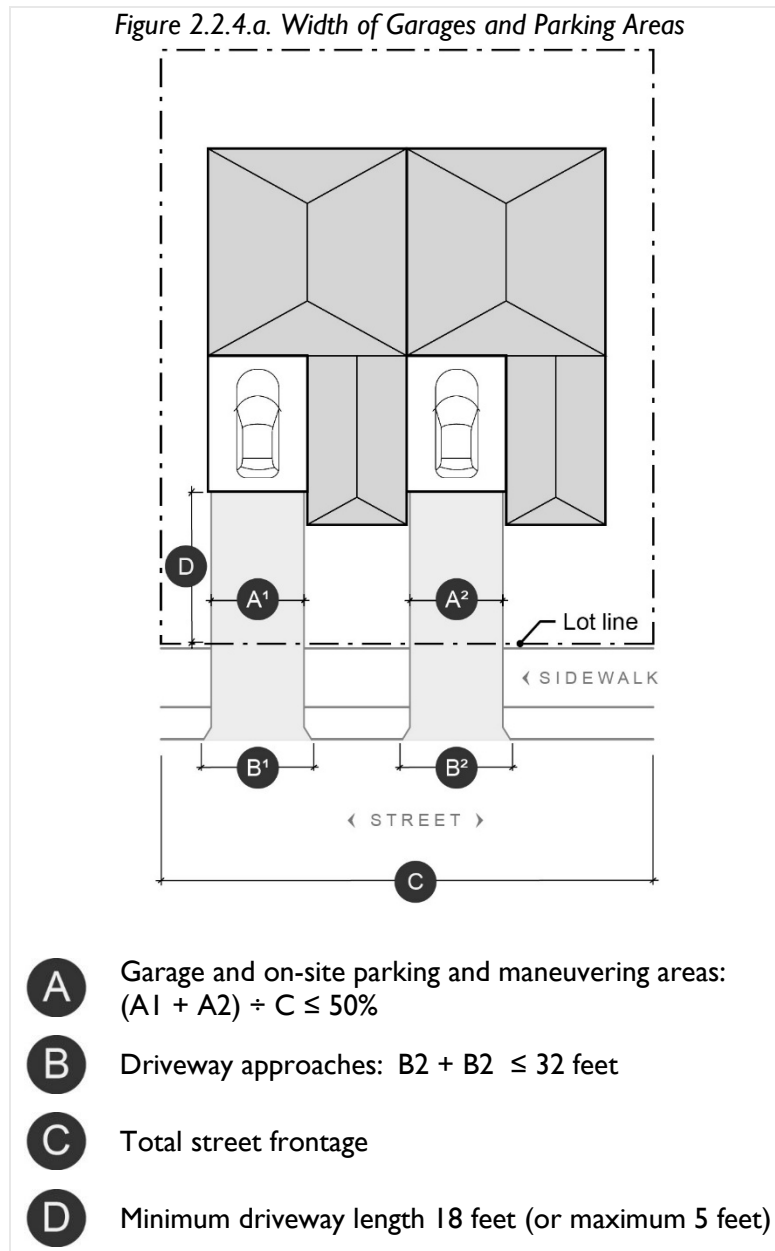 Figure 2.2.4.a. Width of Garages and Parking Areas
D
A¹
A²
Lot line
SIDEWALK
B¹
B²
STREET
C
A
Garage and on-site parking and maneuvering areas:
(A1 + A2) ÷ C ≤ 50%
B
Driveway approaches: B2 + B2 ≤ 32 feet
C
Total street frontage
D
Minimum driveway length 18 feet (or maximum 5 feet)